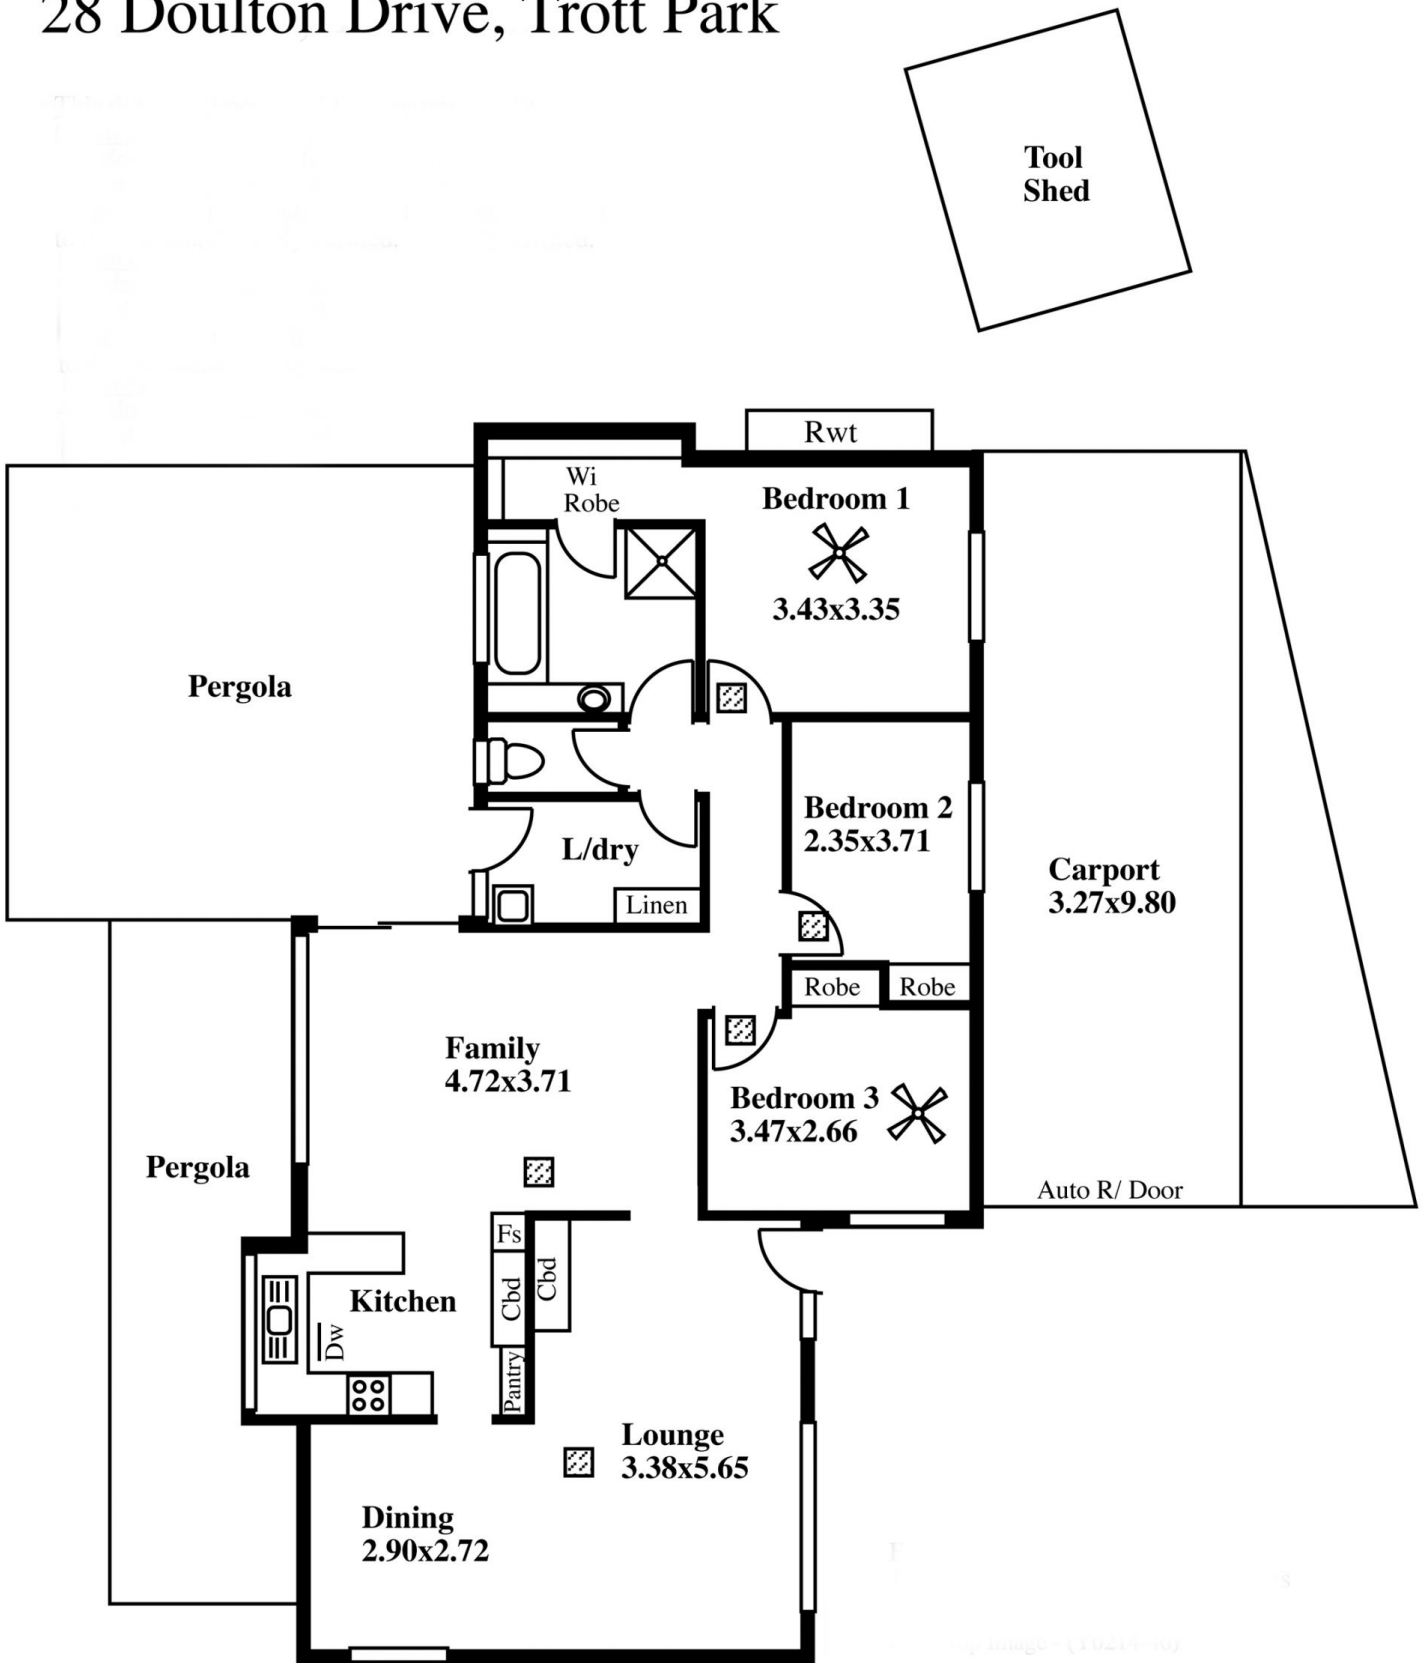 28 Doulton Drive, Trott Park
Tool
Shed
Rwt
Wi
Robe
Bedroom 1
3.43x3.35
Pergola
Bedroom 2
2.35x3.71
L/dry
Linen
Carport
3.27x9.80
Robe
Robe
Family
4.72x3.71
Bedroom 3
3.47x2.66
Pergola
Auto R/ Door
Fs
Cbd
Cbd
Kitchen
Dw
Pantry
Lounge
3.38x5.65
Dining
2.90x2.72